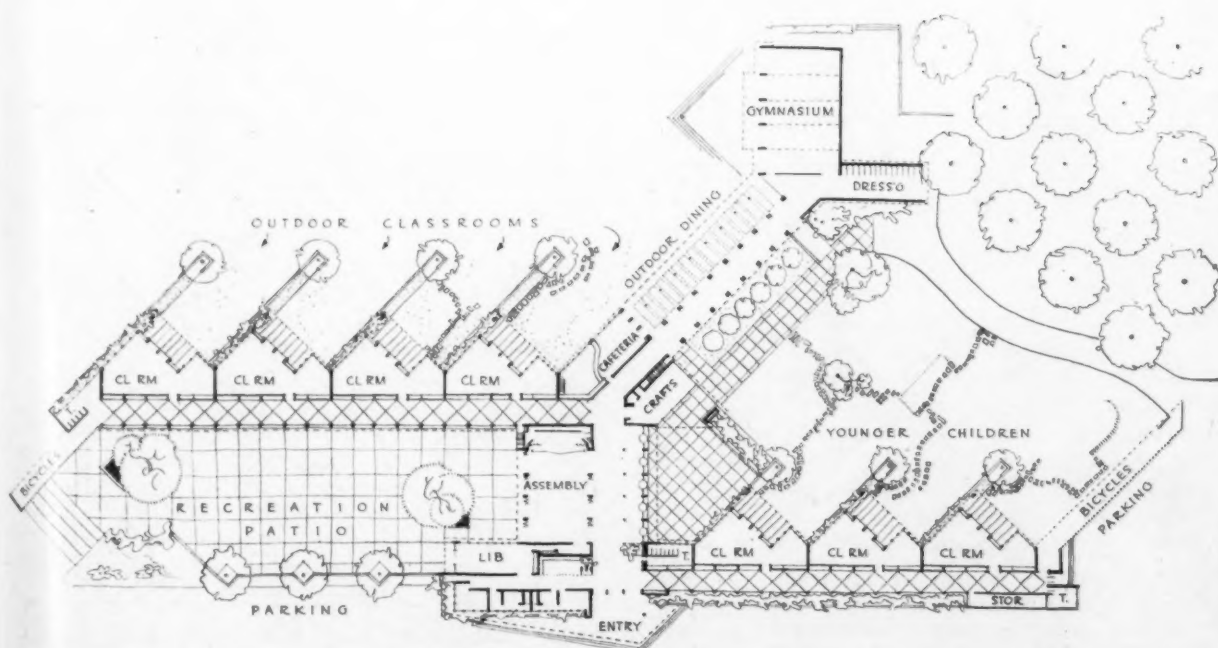 GYMNASIUM
DRESS'G
OUTDOOR CLASSROOMS
OUTDOOR DINING
CAFETERIA
CL RM
CL RM
CL RM
CL RM
CRAFTS
T.
BICYCLES
YOUNGER CHILDREN
RECREATION
PATIO
ASSEMBLY
BICYCLES
PARKING
LIB
T.
CL RM
CL RM
CL RM
PARKING
STOR
T.
ENTRY